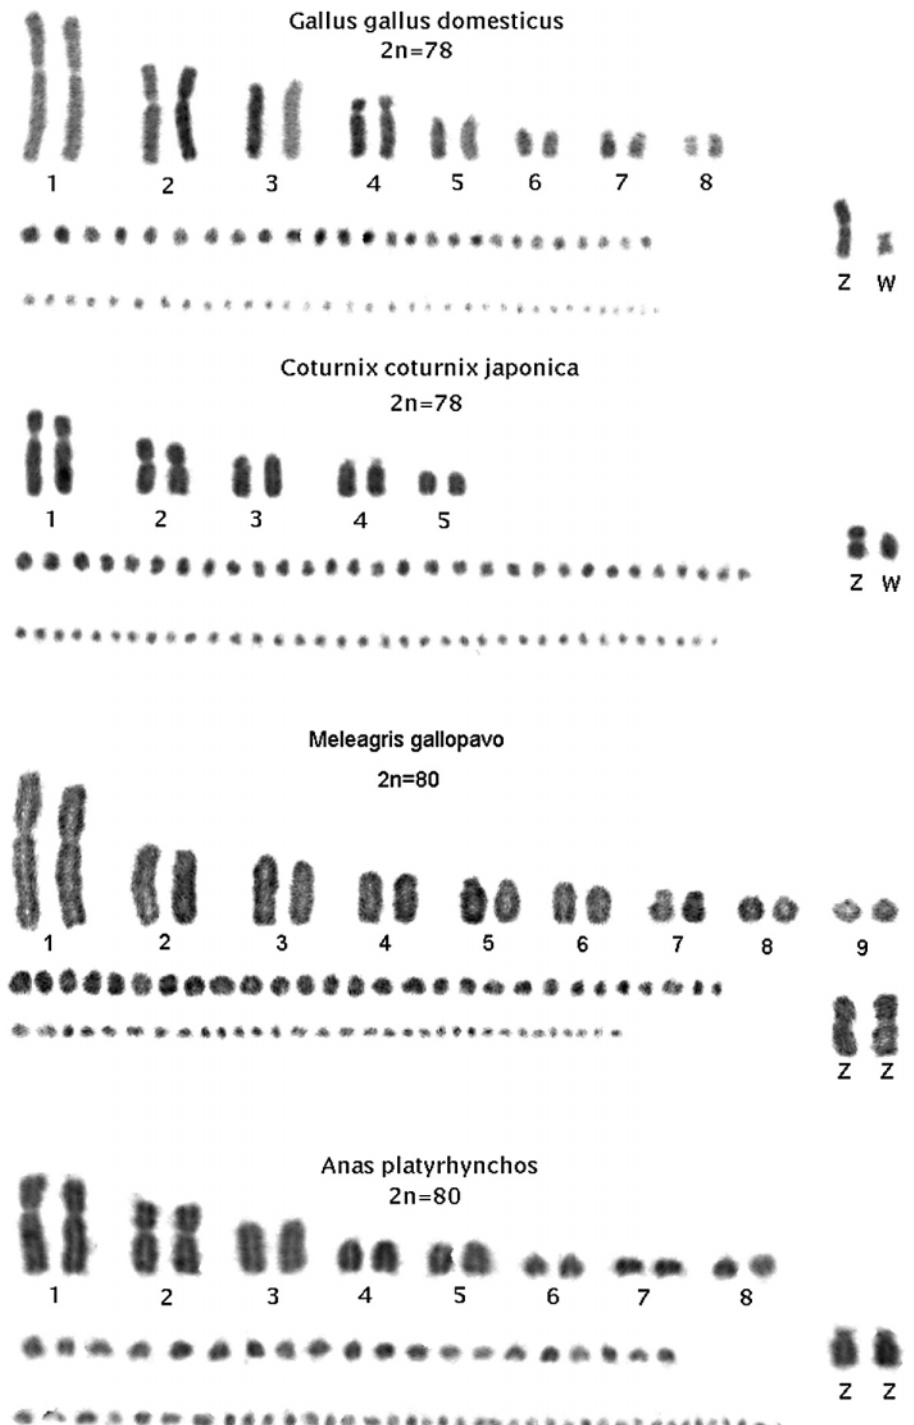 Gallus gallus domesticus
2n=78
1 2 3 4 5 6 7 8
Z W
Coturnix coturnix japonica
2n=78
1 2 3 4 5
Z W
Meleagris gallopavo
2n=80
1 2 3 4 5 6 7 8 9
Z Z
Anas platyrhynchos
2n=80
1 2 3 4 5 6 7 8
Z Z